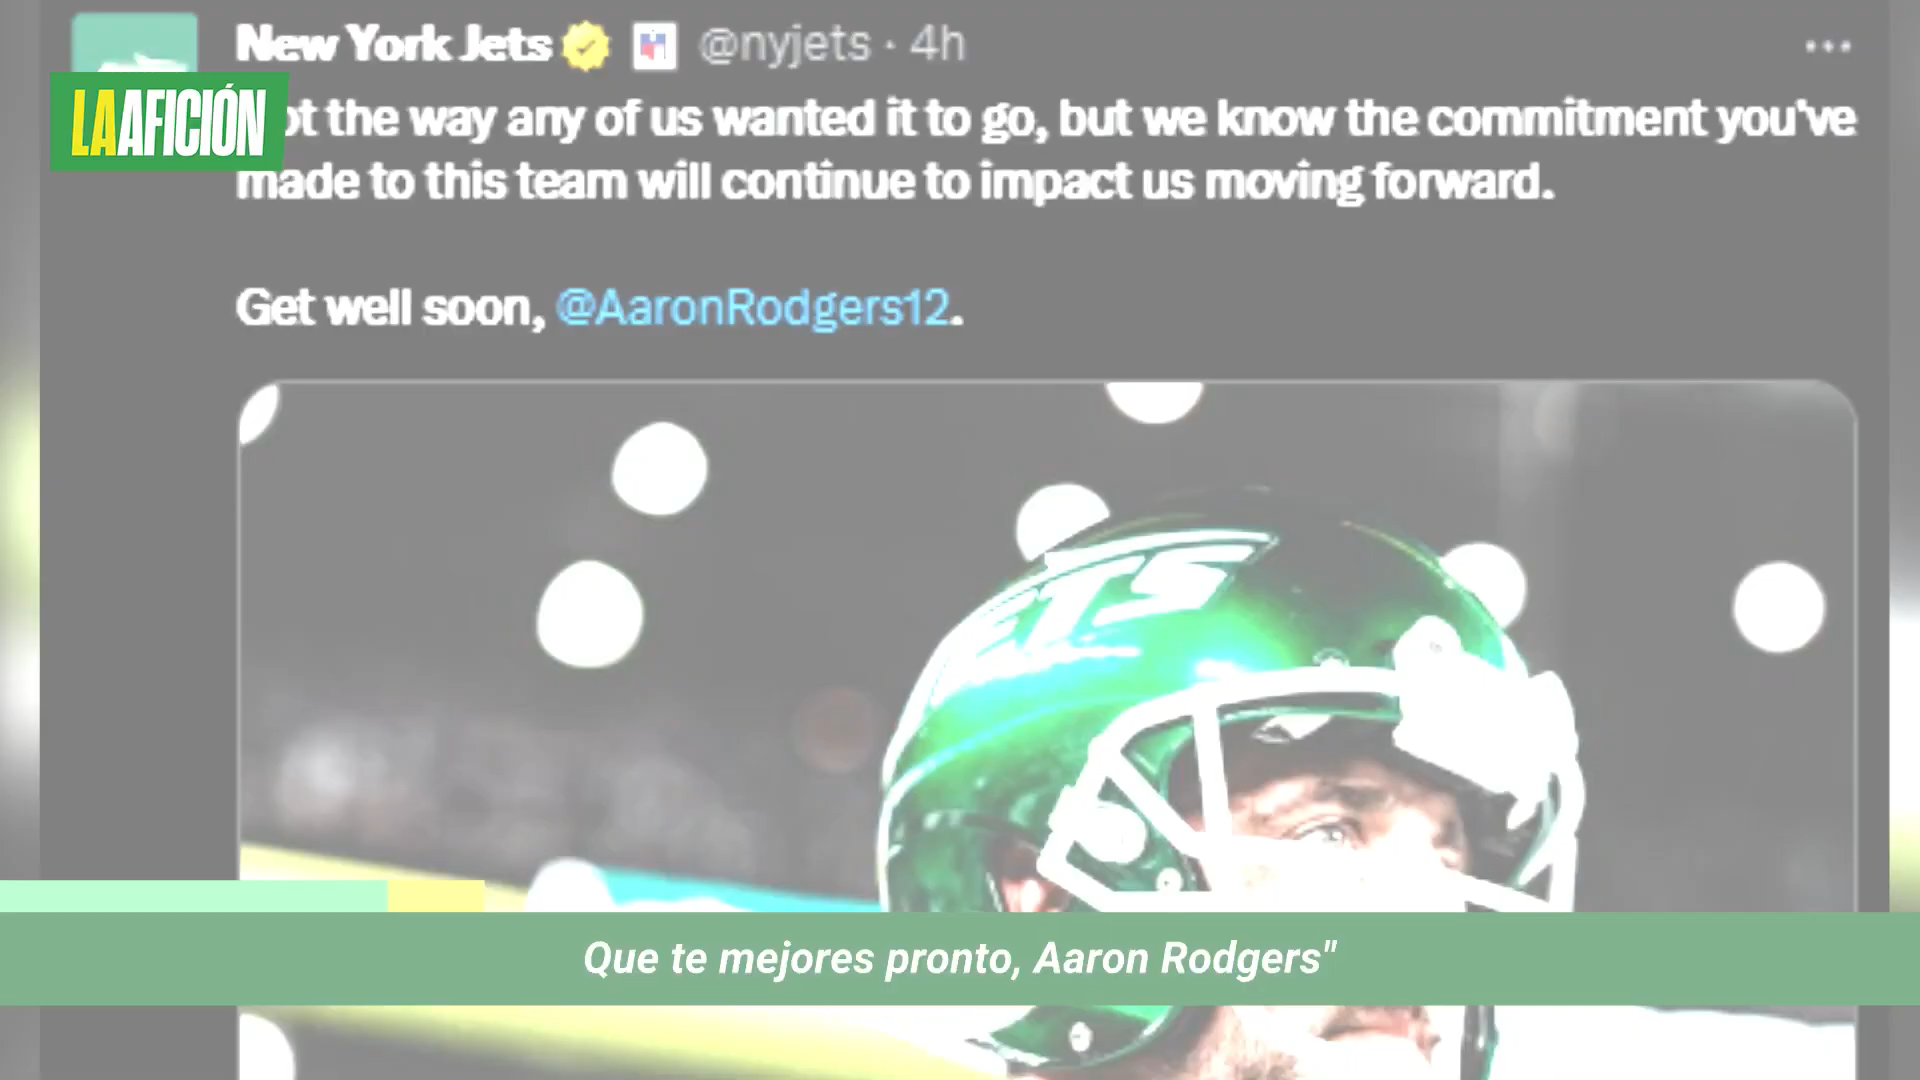 New York Jets @nyjets · 4h
LAAFICIÓN
the way any of us wanted it to go, but we know the commitment you've
made to this team will continue to impact us moving forward.
Get well soon, @AaronRodgers12.
JETS
Que te mejores pronto, Aaron Rodgers"